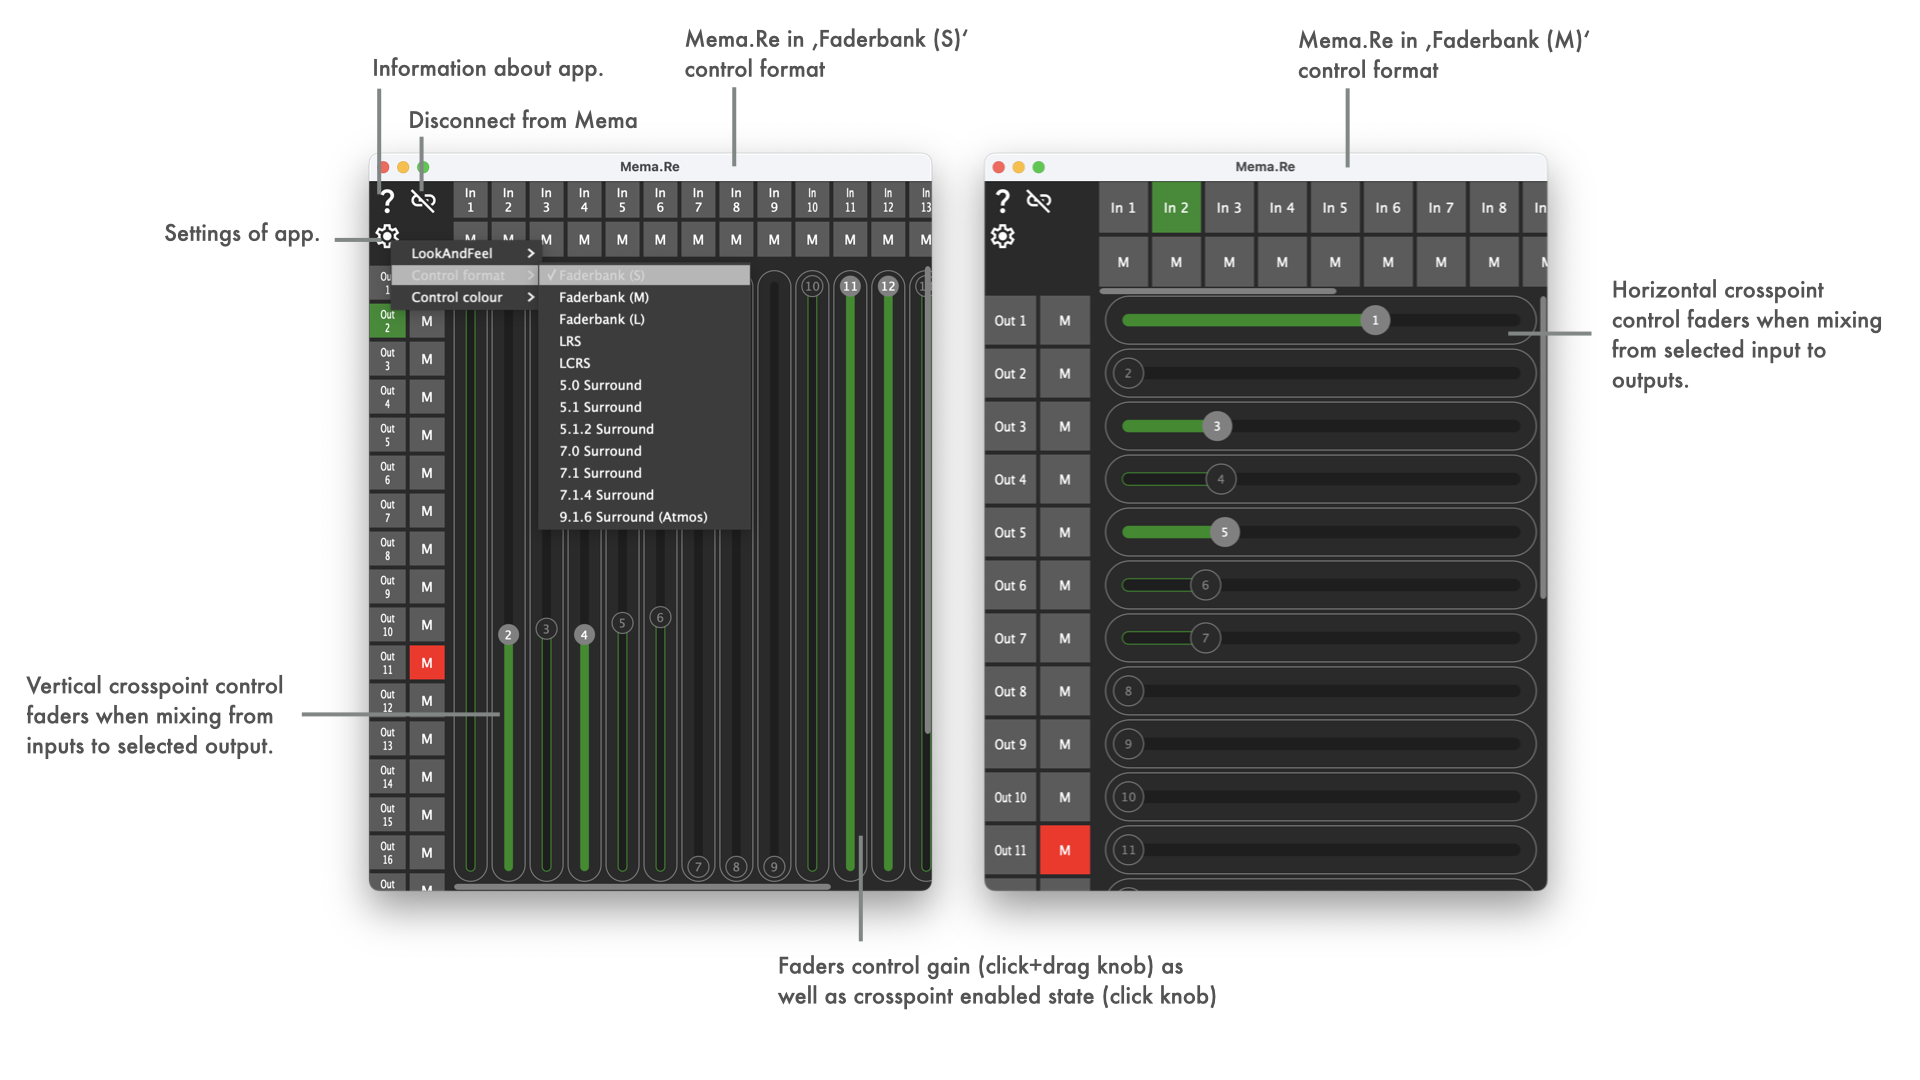 Mema.Re in ‚Faderbank (S)‘
control format
Mema.Re in ‚Faderbank (M)‘
control format
Information about app.
Disconnect from Mema
Settings of app.
Mema.Re
?
In 1
In 2
In 3
In 4
In 5
In 6
In 7
In 8
In 9
In 10
In 11
In 12
In 13
M M M M M M M M M M M M M
LookAndFeel
Control format
Control colour
✓ Faderbank (S)
Faderbank (M)
Faderbank (L)
LRS
LCRS
5.0 Surround
5.1 Surround
5.1.2 Surround
7.0 Surround
7.1 Surround
7.1.4 Surround
9.1.6 Surround (Atmos)
10 11 12
Out 2 M
Out 3 M
Out 4 M
Out 5 M
Out 6 M
Out 7 M
Out 8 M
Out 9 M
Out 10 M
Out 11 M
Out 12 M
Out 13 M
Out 14 M
Out 15 M
Out 16 M
Out M
2 3 4 5 6
7 8 9
Mema.Re
?
In 1 In 2 In 3 In 4 In 5 In 6 In 7 In 8 In
M M M M M M M M M
Out 1 M 1
Out 2 M 2
Out 3 M 3
Out 4 M 4
Out 5 M 5
Out 6 M 6
Out 7 M 7
Out 8 M 8
Out 9 M 9
Out 10 M 10
Out 11 M 11
Horizontal crosspoint
control faders when mixing
from selected input to
outputs.
Vertical crosspoint control
faders when mixing from
inputs to selected output.
Faders control gain (click+drag knob) as
well as crosspoint enabled state (click knob)